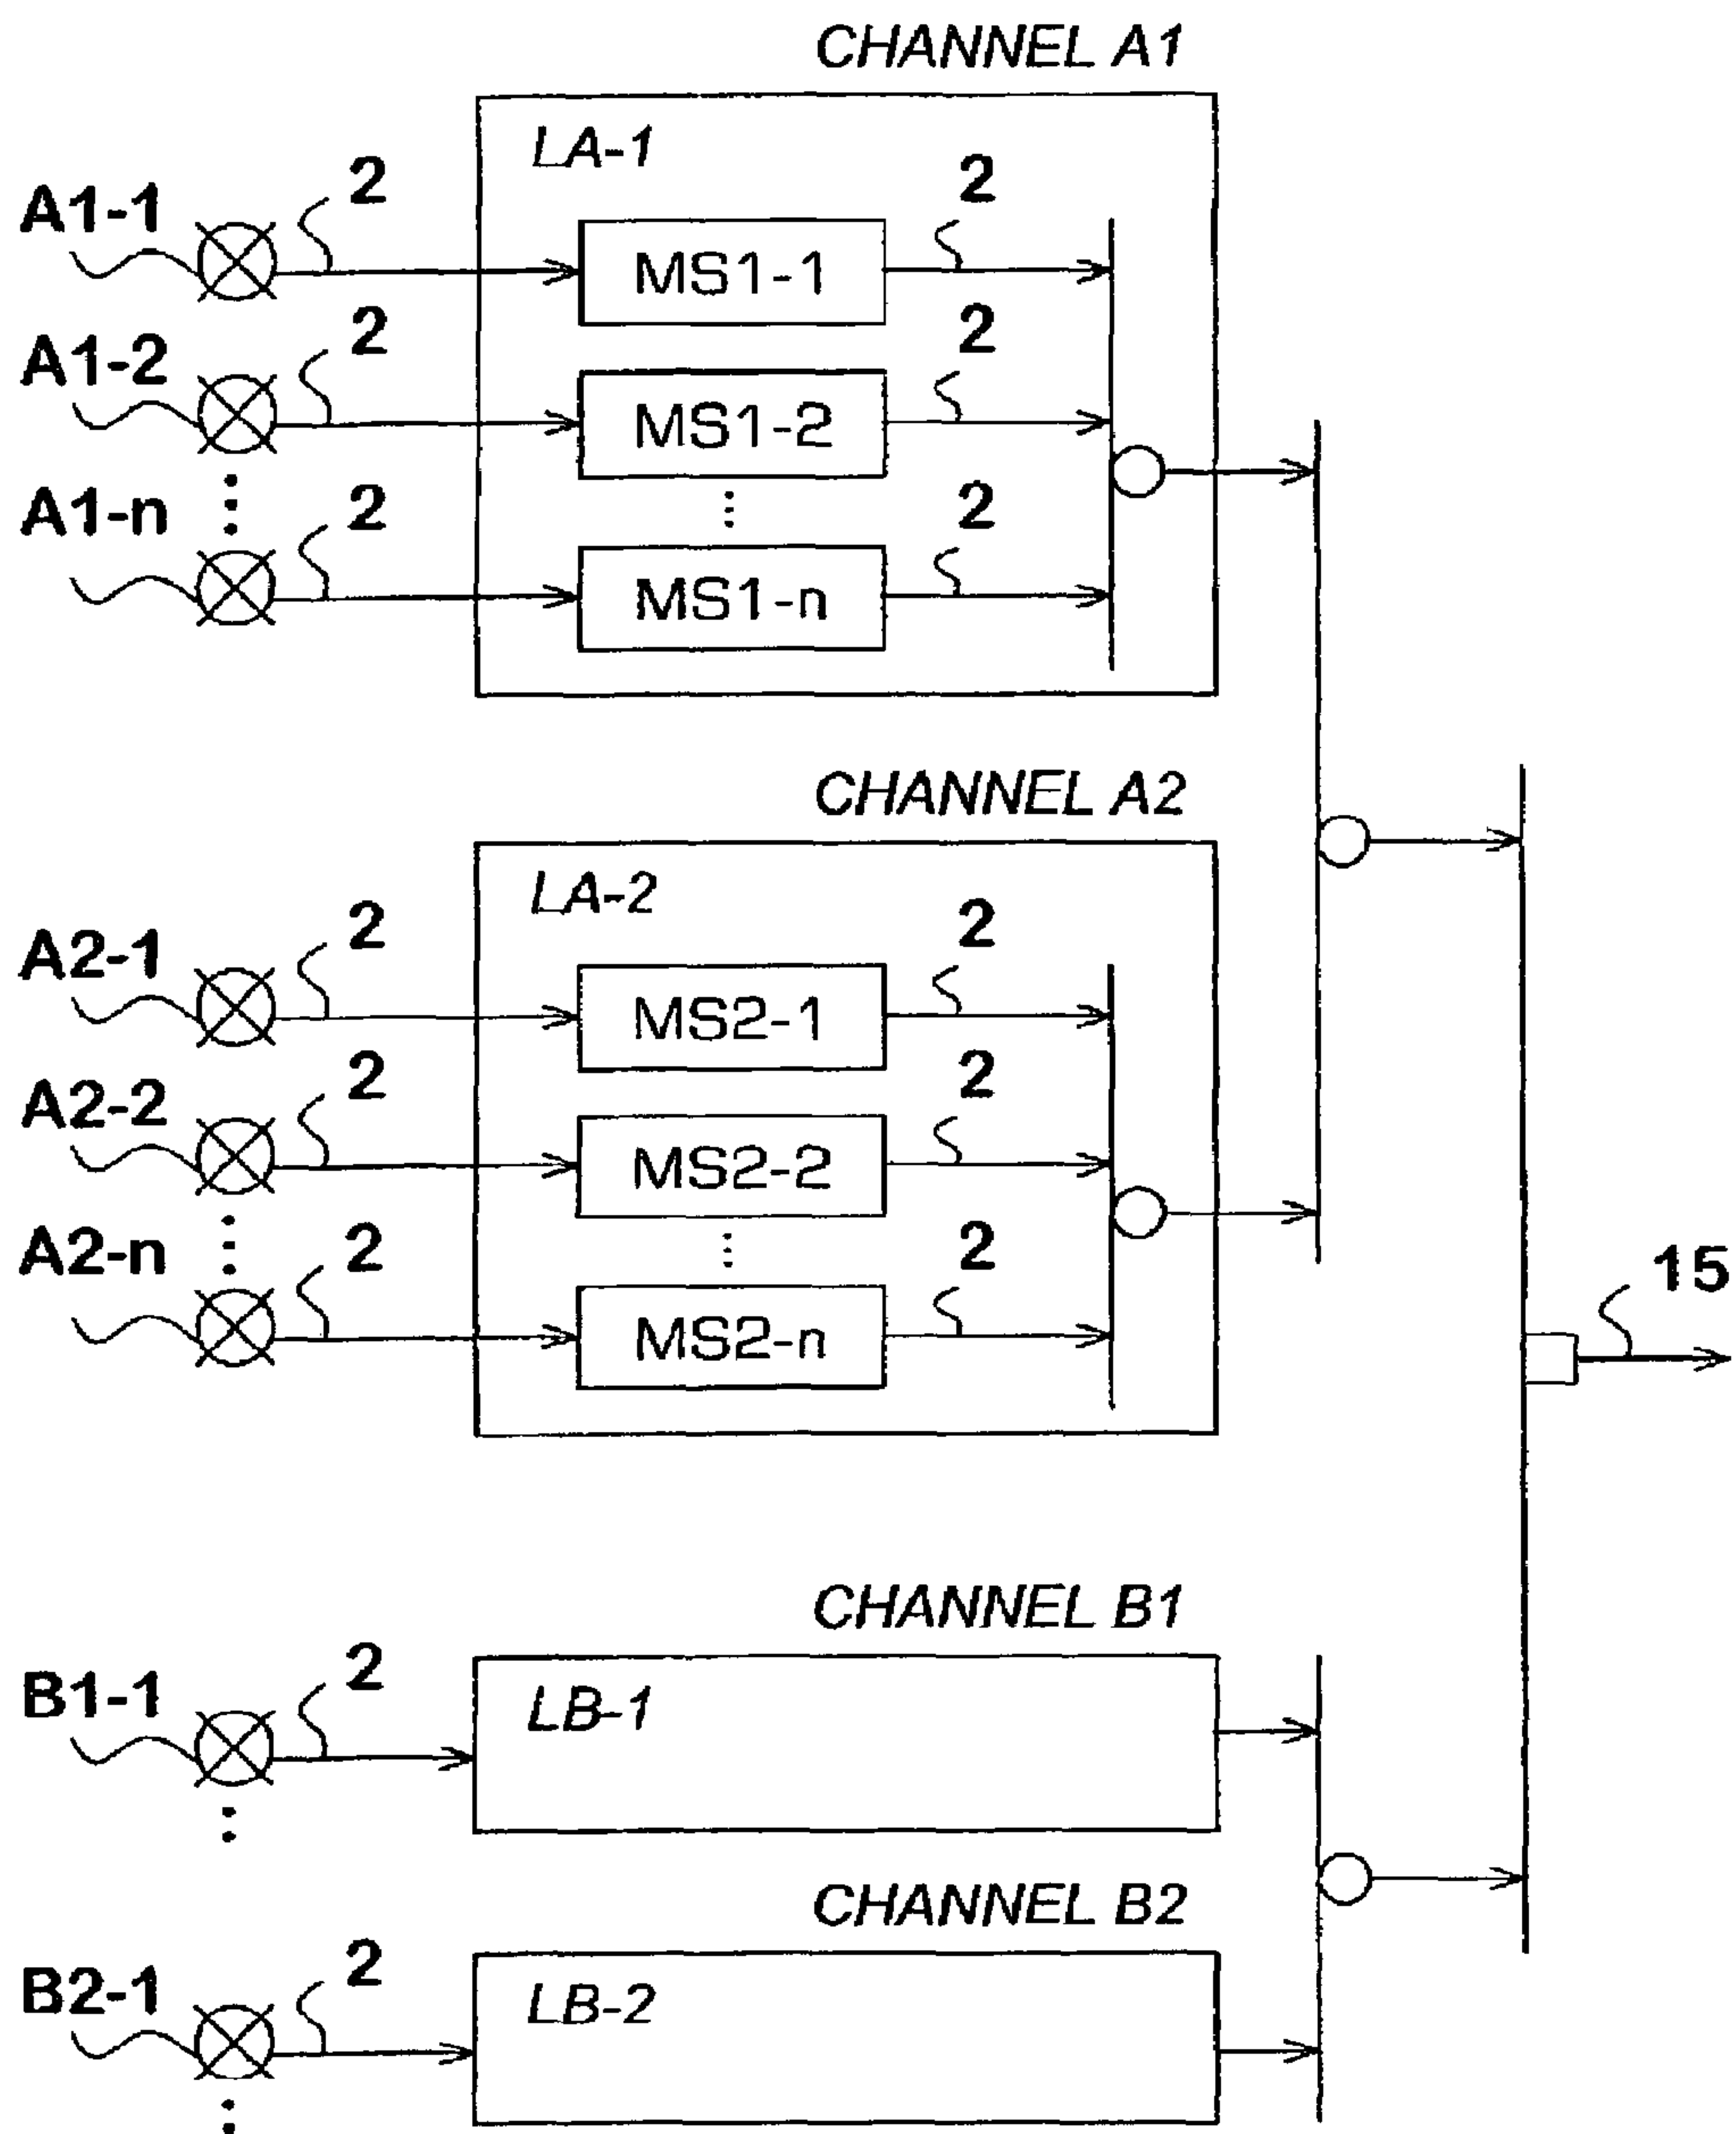 CHANNEL A1
LA-1
A1-1
2
MS1-1
2
A1-2
2
MS1-2
2
A1-n
2
MS1-n
2
CHANNEL A2
LA-2
A2-1
2
MS2-1
2
A2-2
2
MS2-2
2
A2-n
2
MS2-n
2
15
CHANNEL B1
B1-1
2
LB-1
CHANNEL B2
B2-1
2
LB-2